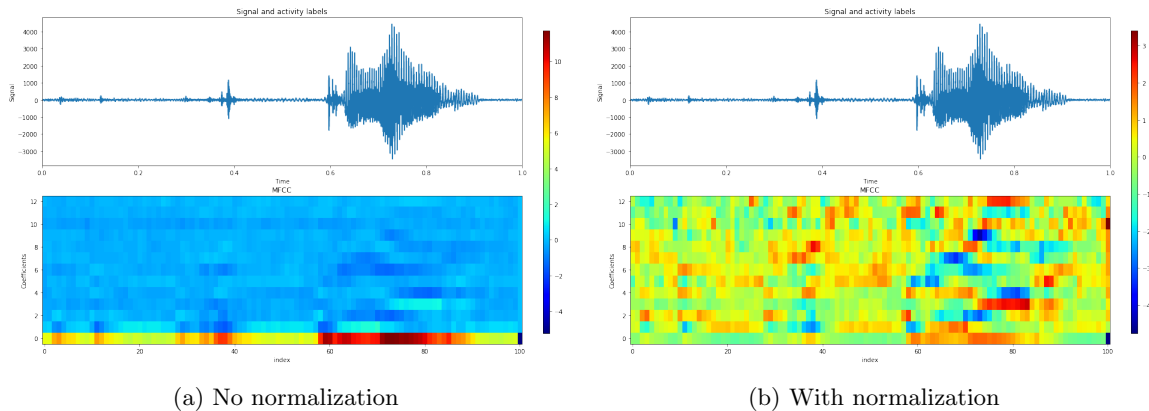 Signal and activity labels
Signal
4000
3000
2000
1000
0
−1000
−2000
−3000
0.0 0.2 0.4 0.6 0.8 1.0
Time
MFCC
Coefficients
12
10
8
6
4
2
0
0 20 40 60 80 100
index
10
8
6
4
2
0
−2
−4
(a) No normalization
Signal and activity labels
Signal
4000
3000
2000
1000
0
−1000
−2000
−3000
0.0 0.2 0.4 0.6 0.8 1.0
Time
MFCC
Coefficients
12
10
8
6
4
2
0
0 20 40 60 80 100
index
3
2
1
0
(b) With normalization